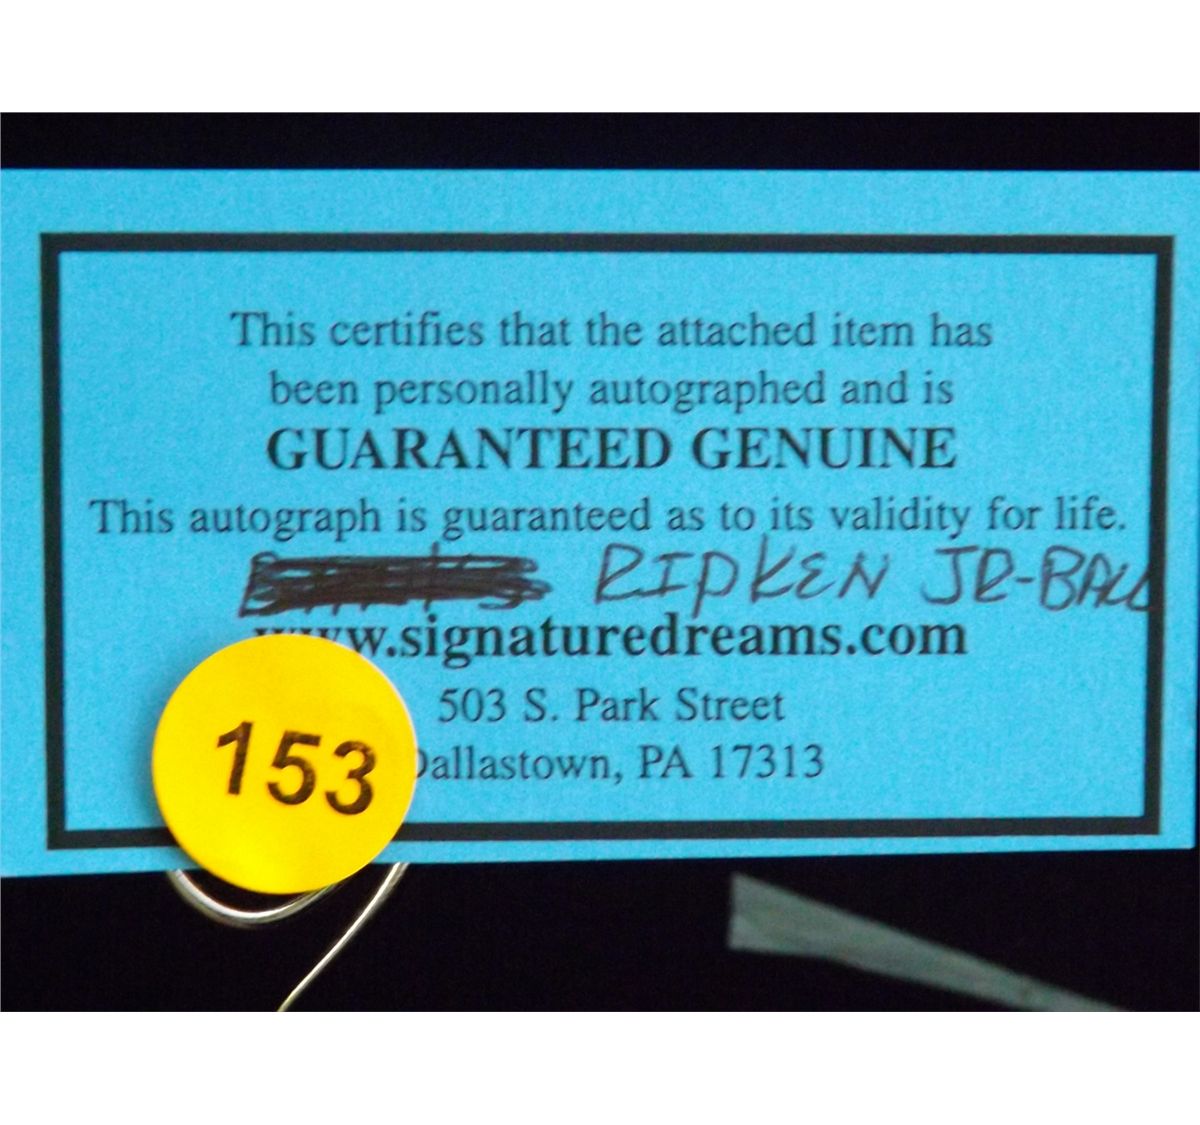 This certifies that the attached item has
been personally autographed and is
GUARANTEED GENUINE
This autograph is guaranteed as to its validity for life.
RIPKEN JR-BALL
www.signaturedreams.com
503 S. Park Street
Dallastown, PA 17313
153